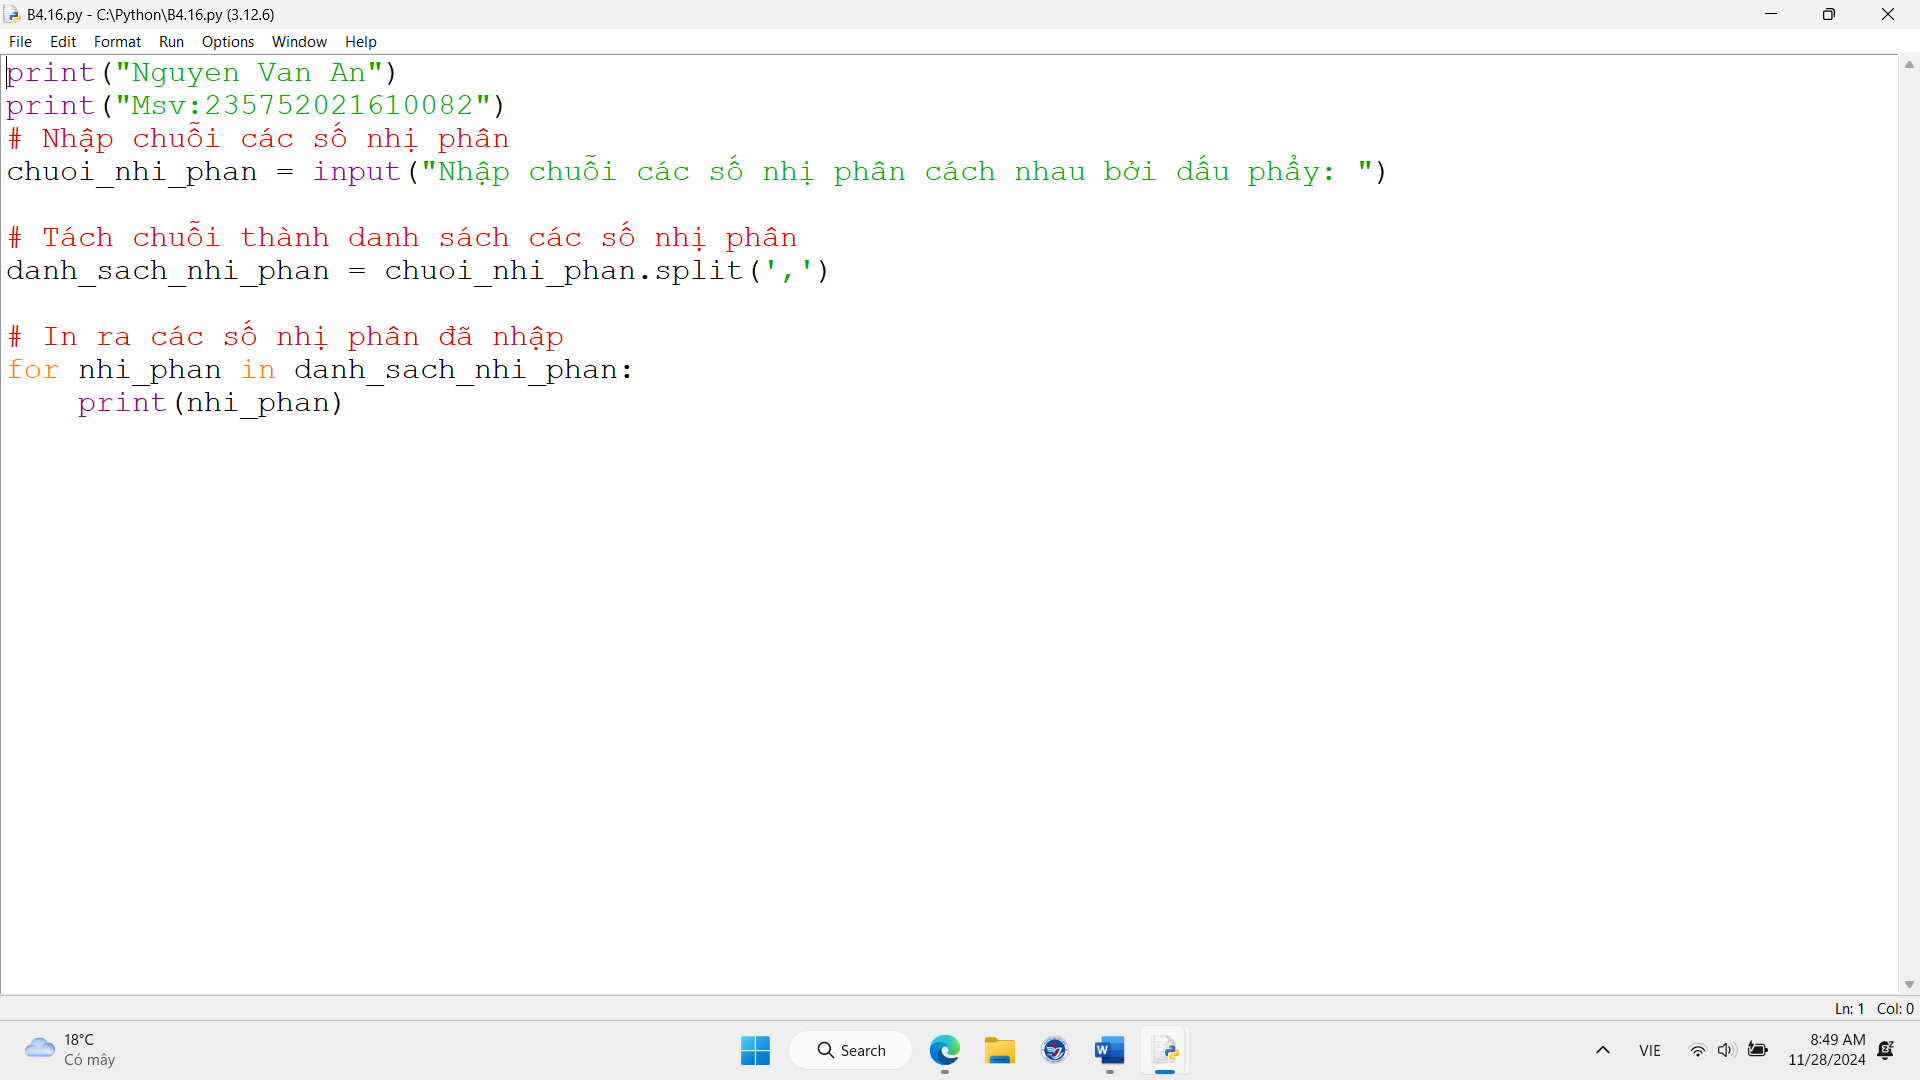 B4.16.py - C:\Python\B4.16.py (3.12.6)
File Edit Format Run Options Window Help
print("Nguyen Van An")
print("Msv:235752021610082")
# Nhập chuỗi các số nhị phân
chuoi_nhi_phan = input("Nhập chuỗi các số nhị phân cách nhau bởi dấu phẩy: ")
# Tách chuỗi thành danh sách các số nhị phân
danh_sach_nhi_phan = chuoi_nhi_phan.split(',')
# In ra các số nhị phân đã nhập
for nhi_phan in danh_sach_nhi_phan:
    print(nhi_phan)
Ln: 1 Col: 0
18°C
Có mây
Search
VIE
8:49 AM
11/28/2024